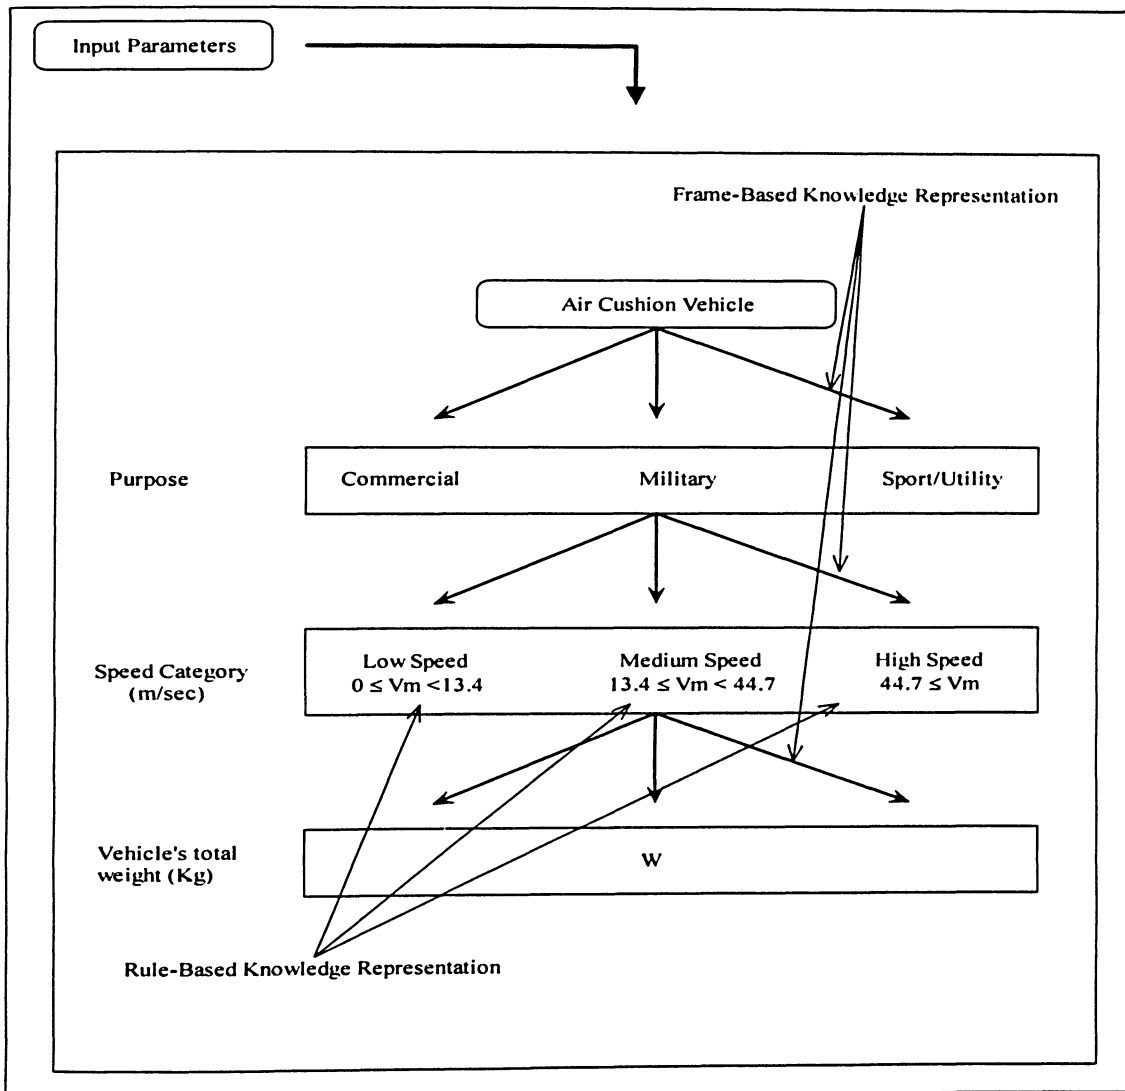 Input Parameters
Frame-Based Knowledge Representation
Air Cushion Vehicle
Purpose
Commercial
Military
Sport/Utility
Speed Category
(m/sec)
Low Speed
0 ≤ Vm <13.4
Medium Speed
13.4 ≤ Vm < 44.7
High Speed
44.7 ≤ Vm
Vehicle's total
weight (Kg)
W
Rule-Based Knowledge Representation